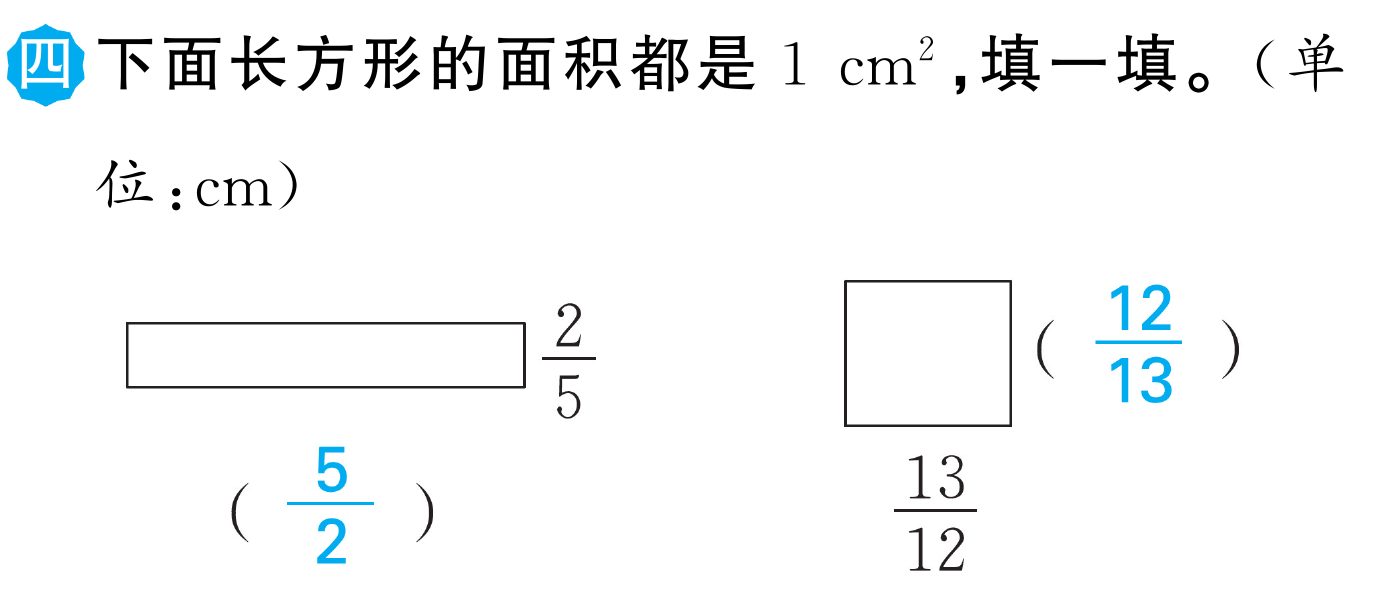 四 下面长方形的面积都是 1 cm²,填一填。(单
位:cm)
2/5
( 5/2 )
( 12/13 )
13/12